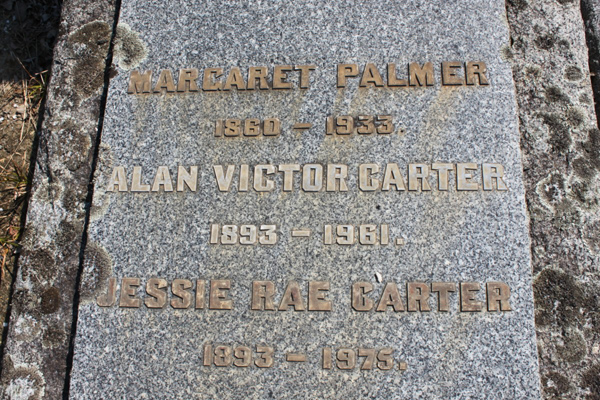 MARGARET PALMER
1860 - 1933.
ALAN VICTOR CARTER
1893 - 1961.
JESSIE RAE CARTER
1893 - 1975.